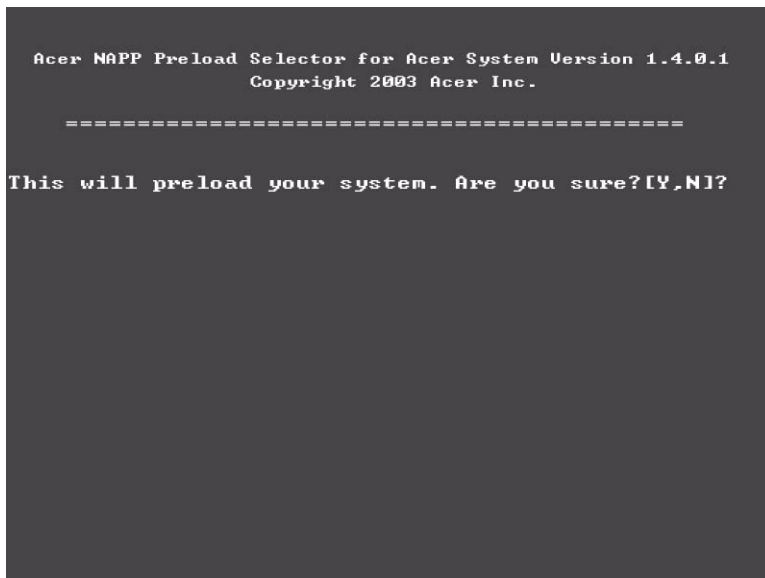 Acer NAPP Preload Selector for Acer System Version 1.4.0.1
Copyright 2003 Acer Inc.
===========================================
This will preload your system. Are you sure?[Y,N]?